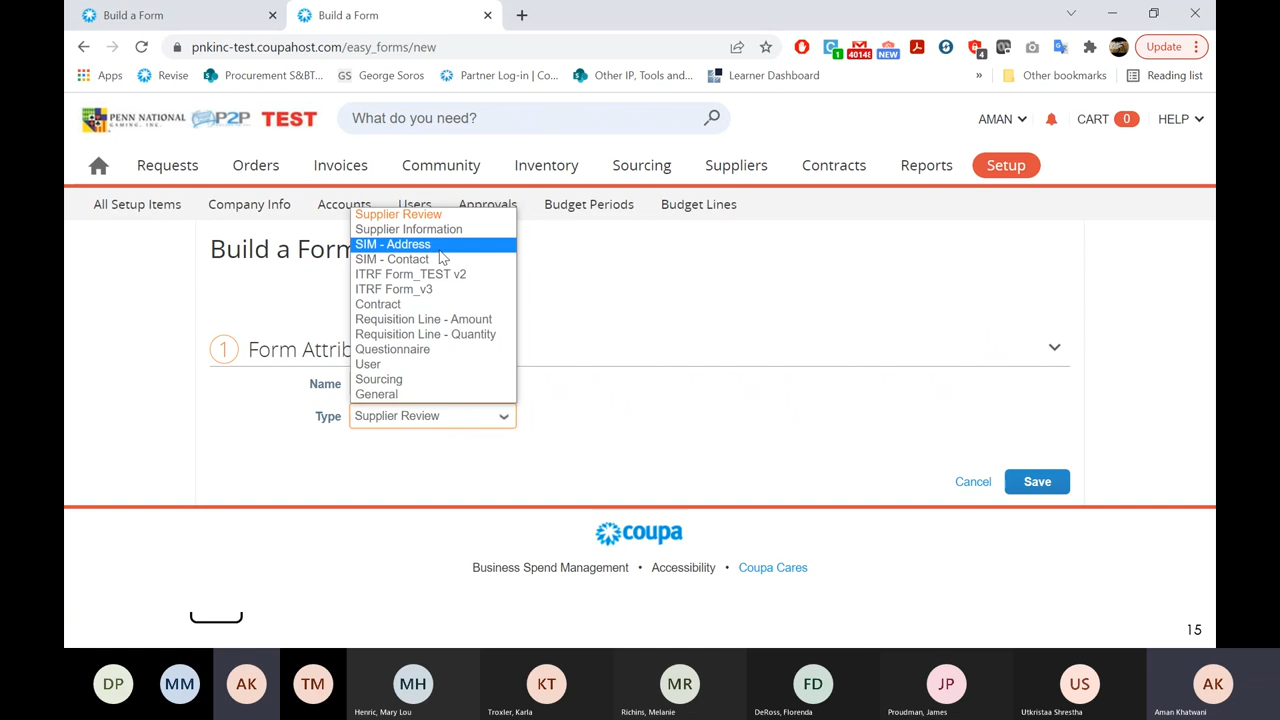 Build a Form
Build a Form
pnkinc-test.coupahost.com/easy_forms/new
1
40148
NEW
4
Update
Apps
Revise
Procurement S&BT...
GS George Soros
Partner Log-in | Co...
Other IP, Tools and...
Learner Dashboard
»
Other bookmarks
Reading list
PENN NATIONAL
GAMING, INC.
P2P
TEST
What do you need?
AMAN
CART 0
HELP
Requests
Orders
Invoices
Community
Inventory
Sourcing
Suppliers
Contracts
Reports
Setup
All Setup Items
Company Info
Accounts
Users
Approvals
Budget Periods
Budget Lines
Build a Form
Supplier Review
Supplier Information
SIM - Address
SIM - Contact
ITRF Form_TEST v2
ITRF Form_v3
Contract
Requisition Line - Amount
Requisition Line - Quantity
Questionnaire
User
Sourcing
General
1 Form Attrib
Name
Type Supplier Review
Cancel Save
coupa
Business Spend Management • Accessibility • Coupa Cares
15
DP
MM
AK
TM
MH
KT
MR
FD
JP
US
AK
Henric, Mary Lou
Troxler, Karla
Richins, Melanie
DeRoss, Florenda
Proudman, James
Utkristaa Shrestha
Aman Khatwani